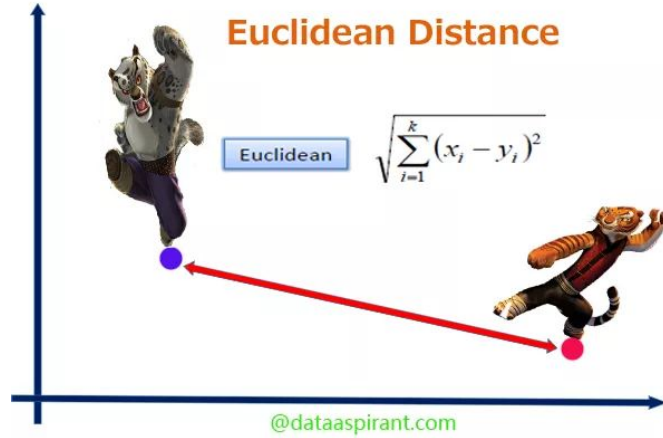 Euclidean Distance
Euclidean
$\sqrt{\sum_{i=1}^{k}(x_i - y_i)^2}$
@dataaspirant.com